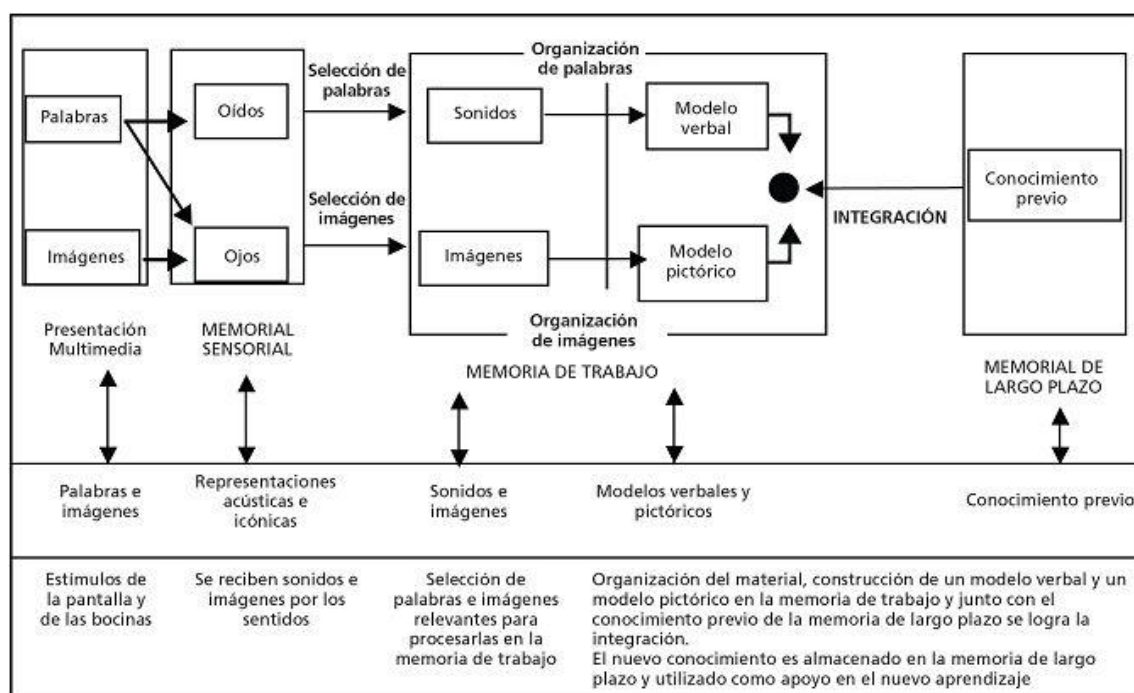 Organización
de palabras
Selección de
palabras
Palabras
Oídos
Sonidos
Modelo
verbal
Selección de
imágenes
Imágenes
Ojos
Imágenes
Modelo
pictórico
INTEGRACIÓN
Conocimiento
previo
Organización
de imágenes
Presentación
Multimedia
MEMORIAL
SENSORIAL
MEMORIA DE TRABAJO
MEMORIAL DE
LARGO PLAZO
Palabras e
imágenes
Representaciones
acústicas e
icónicas
Sonidos e
imágenes
Modelos verbales y
pictóricos
Conocimiento previo
Estímulos de
la pantalla y
de las bocinas
Se reciben sonidos e
imágenes por los
sentidos
Selección de
palabras e imágenes
relevantes para
procesarlas en la
memoria de trabajo
Organización del material, construcción de un modelo verbal y un
modelo pictórico en la memoria de trabajo y junto con el
conocimiento previo de la memoria de largo plazo se logra la
integración.
El nuevo conocimiento es almacenado en la memoria de largo
plazo y utilizado como apoyo en el nuevo aprendizaje